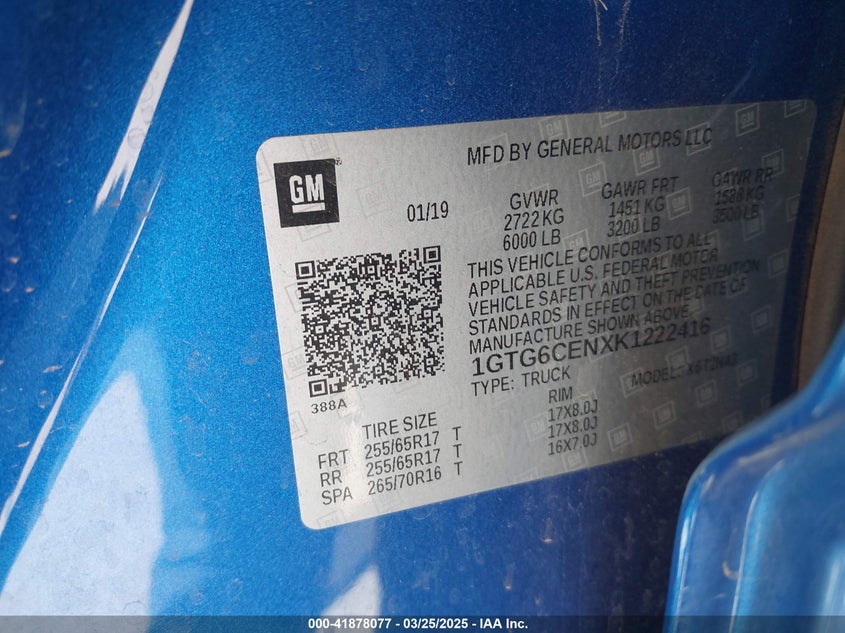 MFD BY GENERAL MOTORS LLC
GM
01/19
GVWR GAWR FRT GAWR RR
2722 KG 1451 KG 1588 KG
6000 LB 3200 LB 3500 LB
THIS VEHICLE CONFORMS TO ALL
APPLICABLE U.S. FEDERAL MOTOR
VEHICLE SAFETY AND THEFT PREVENTION
STANDARDS IN EFFECT ON THE DATE OF
MANUFACTURE SHOWN ABOVE.
1GTG6CENXK1222416
TYPE: TRUCK MODEL:
388A
TIRE SIZE RIM
FRT 255/65R17 T 17X8.0J
RR 255/65R17 T 17X8.0J
SPA 265/70R16 T 16X7.0J
000-41878077 — 03/25/2025 — IAA Inc.